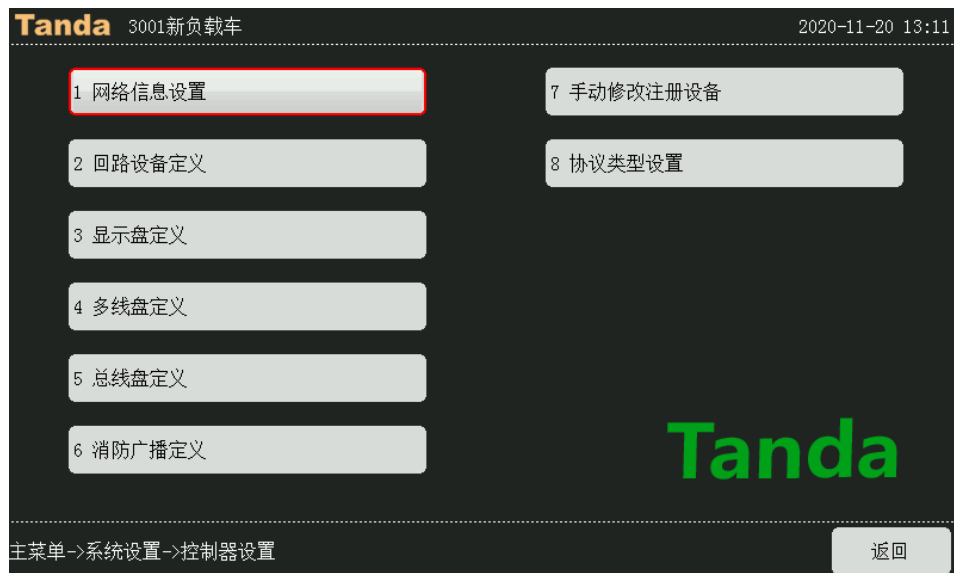 Tanda 3001新负载车 2020-11-20 13:11
1 网络信息设置
2 回路设备定义
3 显示盘定义
4 多线盘定义
5 总线盘定义
6 消防广播定义
7 手动修改注册设备
8 协议类型设置
Tanda
主菜单->系统设置->控制器设置
返回